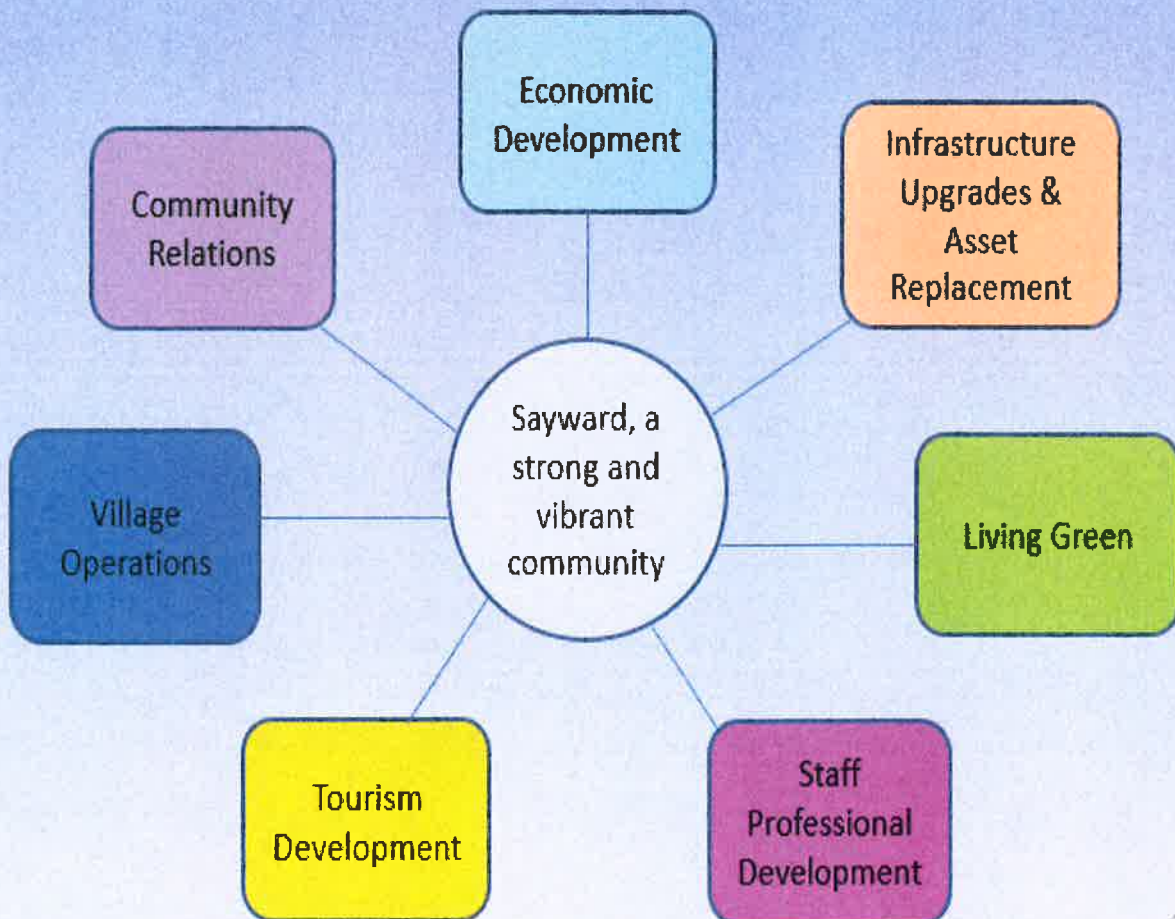 Economic
Development
Community
Relations
Infrastructure
Upgrades &
Asset
Replacement
Sayward, a
strong and
vibrant
community
Village
Operations
Living Green
Tourism
Development
Staff
Professional
Development